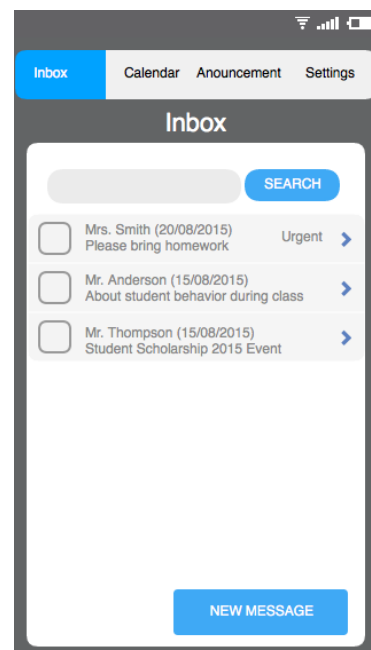 Inbox Calendar Anouncement Settings
Inbox
SEARCH
Mrs. Smith (20/08/2015)
Please bring homework
Urgent
Mr. Anderson (15/08/2015)
About student behavior during class
Mr. Thompson (15/08/2015)
Student Scholarship 2015 Event
NEW MESSAGE